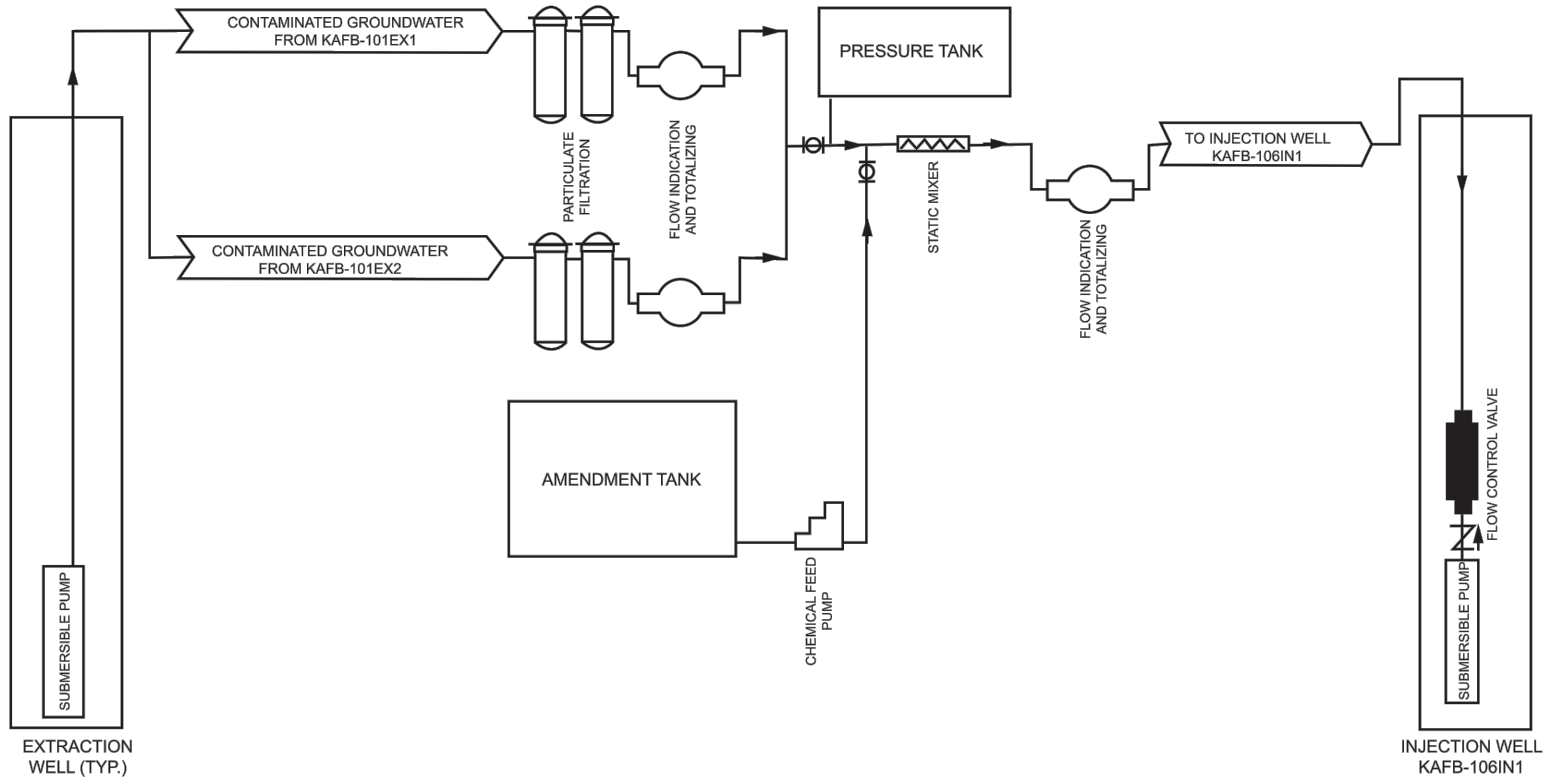 CONTAMINATED GROUNDWATER
FROM KAFB-101EX1
PARTICULATE
FILTRATION
FLOW INDICATION
AND TOTALIZING
PRESSURE TANK
STATIC MIXER
TO INJECTION WELL
KAFB-106IN1
FLOW INDICATION
AND TOTALIZING
CONTAMINATED GROUNDWATER
FROM KAFB-101EX2
AMENDMENT TANK
CHEMICAL FEED
PUMP
SUBMERSIBLE PUMP
EXTRACTION
WELL (TYP.)
FLOW CONTROL VALVE
SUBMERSIBLE PUMP
INJECTION WELL
KAFB-106IN1